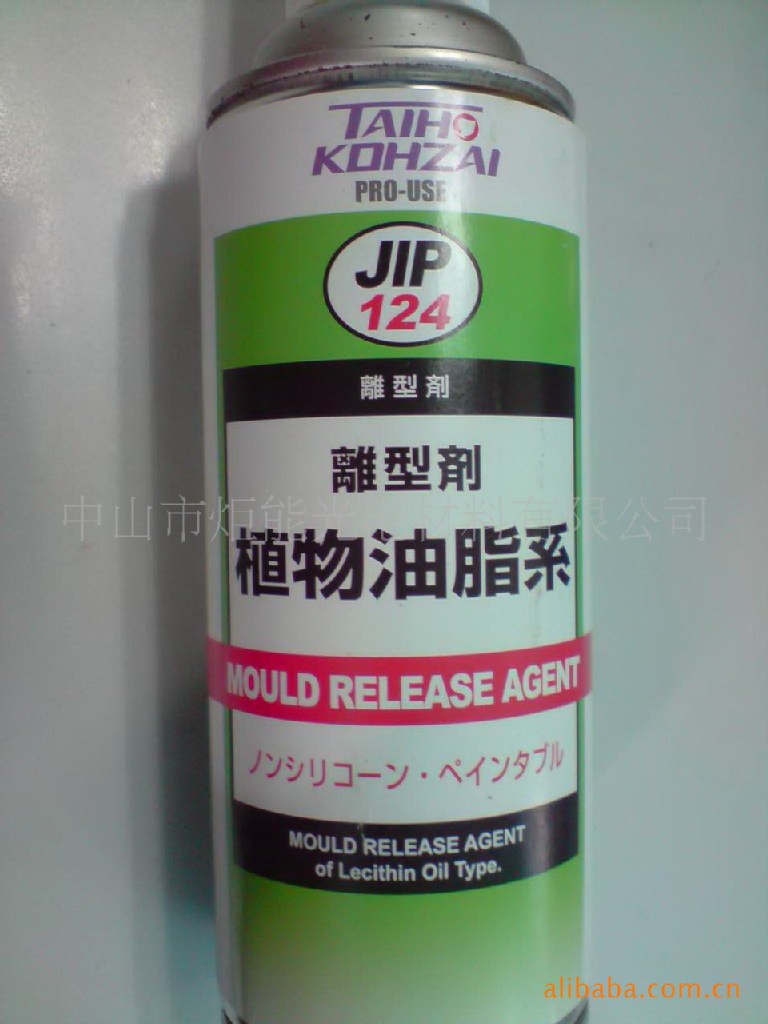 TAIHO
KOHZAI
PRO-USE
JIP
124
離型剤
離型剤
中山市炬能光 材料有限公司
植物油脂系
MOULD RELEASE AGENT
ノンシリコーン・ペインタブル
MOULD RELEASE AGENT
of Lecithin Oil Type.
alibaba.com.cn